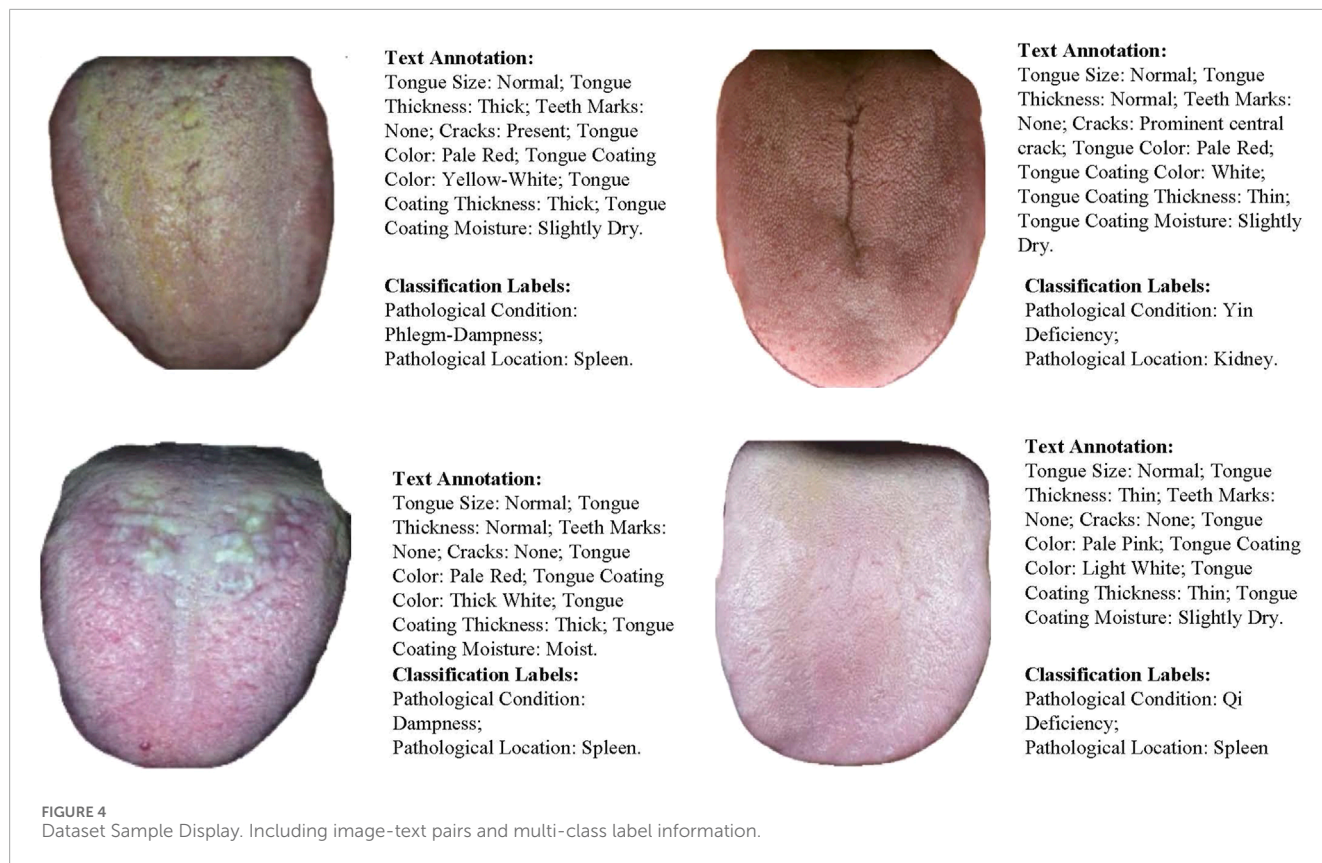 Text Annotation:
Tongue Size: Normal; Tongue
Thickness: Thick; Teeth Marks:
None; Cracks: Present; Tongue
Color: Pale Red; Tongue Coating
Color: Yellow-White; Tongue
Coating Thickness: Thick; Tongue
Coating Moisture: Slightly Dry.
Classification Labels:
Pathological Condition:
Phlegm-Dampness;
Pathological Location: Spleen.
Text Annotation:
Tongue Size: Normal; Tongue
Thickness: Normal; Teeth Marks:
None; Cracks: Prominent central
crack; Tongue Color: Pale Red;
Tongue Coating Color: White;
Tongue Coating Thickness: Thin;
Tongue Coating Moisture: Slightly
Dry.
Classification Labels:
Pathological Condition: Yin
Deficiency;
Pathological Location: Kidney.
Text Annotation:
Tongue Size: Normal; Tongue
Thickness: Normal; Teeth Marks:
None; Cracks: None; Tongue
Color: Pale Red; Tongue Coating
Color: Thick White; Tongue
Coating Thickness: Thick; Tongue
Coating Moisture: Moist.
Classification Labels:
Pathological Condition:
Dampness;
Pathological Location: Spleen.
Text Annotation:
Tongue Size: Normal; Tongue
Thickness: Thin; Teeth Marks:
None; Cracks: None; Tongue
Color: Pale Pink; Tongue Coating
Color: Light White; Tongue
Coating Thickness: Thin; Tongue
Coating Moisture: Slightly Dry.
Classification Labels:
Pathological Condition: Qi
Deficiency;
Pathological Location: Spleen
FIGURE 4
Dataset Sample Display. Including image-text pairs and multi-class label information.